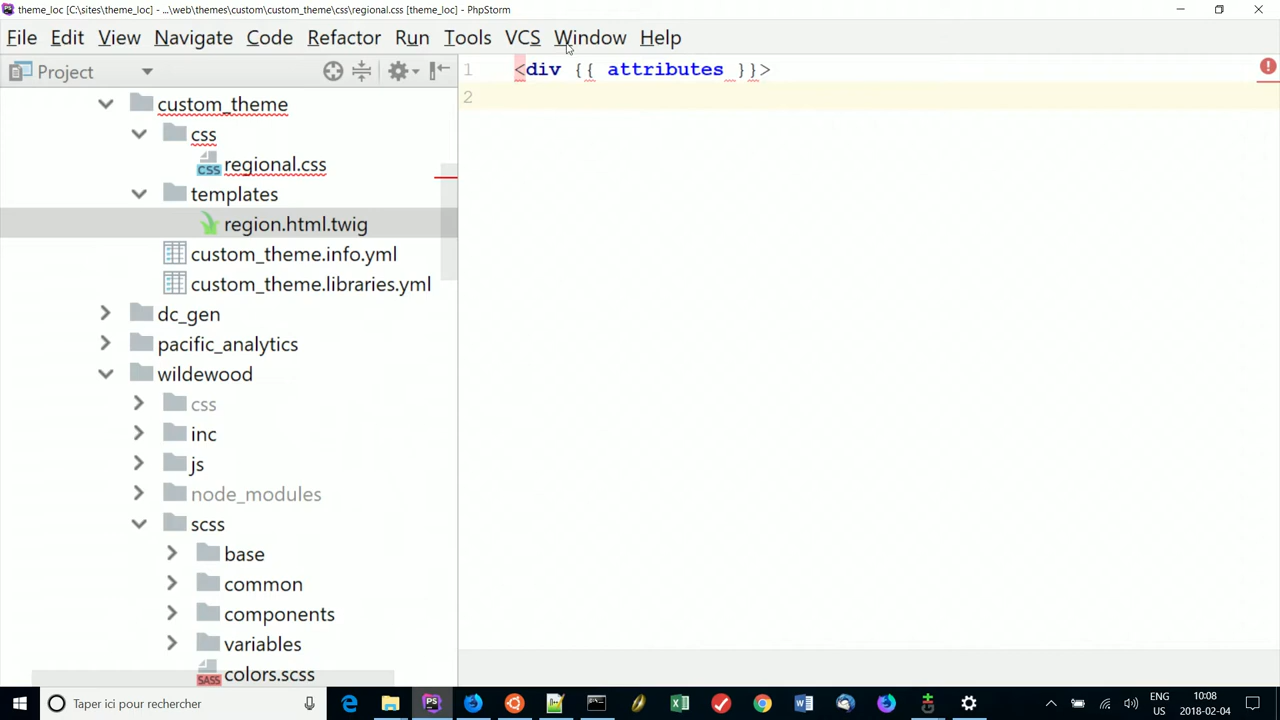 theme_loc [C:\sites\theme_loc] - ...\web\themes\custom\custom_theme\css\regional.css [theme_loc] - PhpStorm
File Edit View Navigate Code Refactor Run Tools VCS Window Help
Project
1 <div {{ attributes }}>
2
custom_theme
css
CSS regional.css
templates
region.html.twig
custom_theme.info.yml
custom_theme.libraries.yml
dc_gen
pacific_analytics
wildewood
css
inc
js
node_modules
scss
base
common
components
variables
SASS colors.scss
Taper ici pour rechercher
PS
ENG
US
10:08
2018-02-04